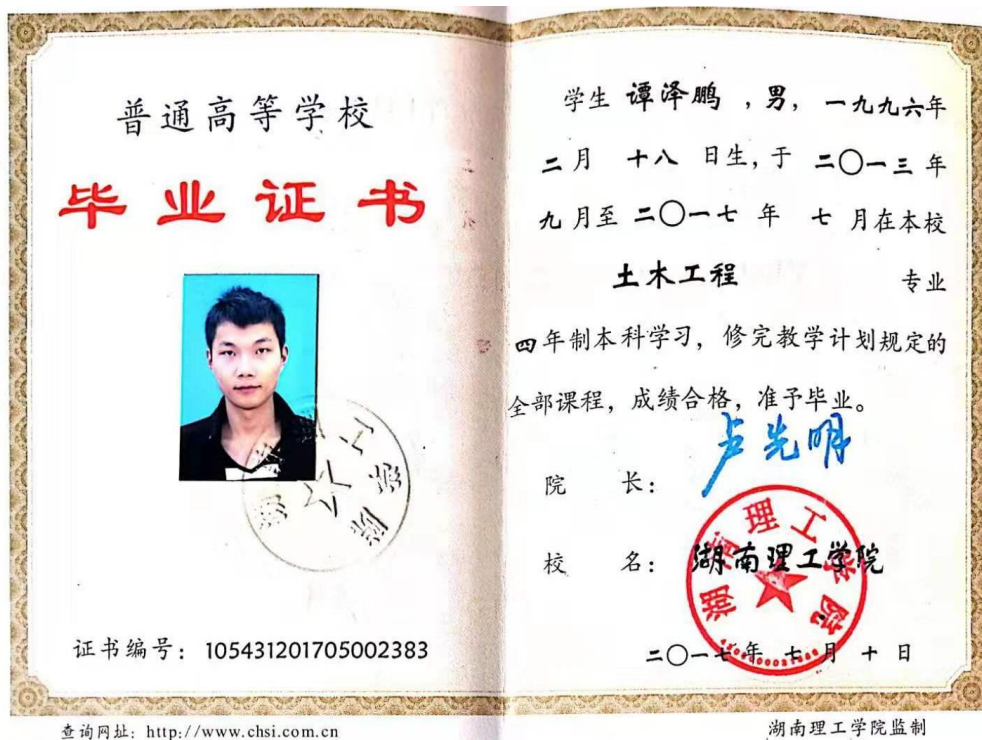 普通高等学校
毕业证书
证书编号：105431201705002383
查询网址：http://www.chsi.com.cn
学生 谭泽鹏 ，男，一九九六年
二月 十八 日生，于 二〇一三 年
九月至 二〇一七 年 七 月在本校
土木工程 专业
四年制本科学习，修完教学计划规定的
全部课程，成绩合格，准予毕业。
院 长：卢先明
校 名：湖南理工学院
湖南理工学院
二〇一七年 七月 十日
湖南理工学院监制